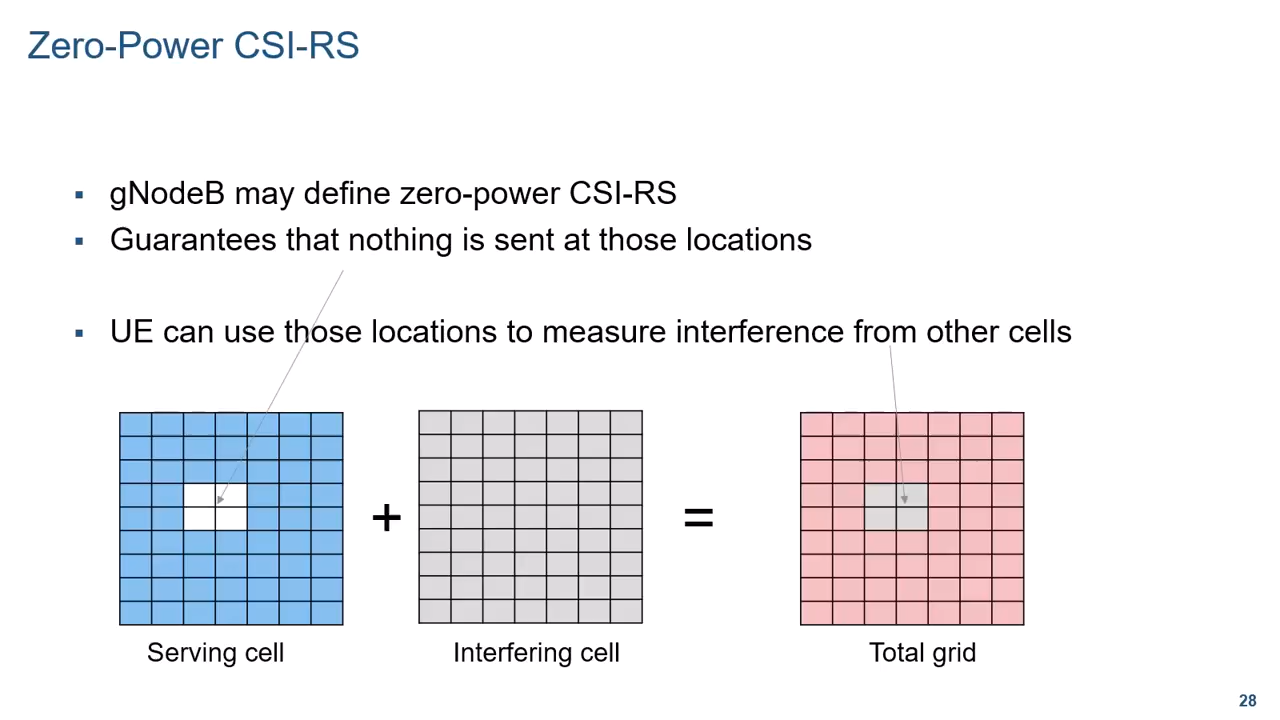 Zero-Power CSI-RS
▪ gNodeB may define zero-power CSI-RS
▪ Guarantees that nothing is sent at those locations
▪ UE can use those locations to measure interference from other cells
+ =
Serving cell Interfering cell Total grid
28